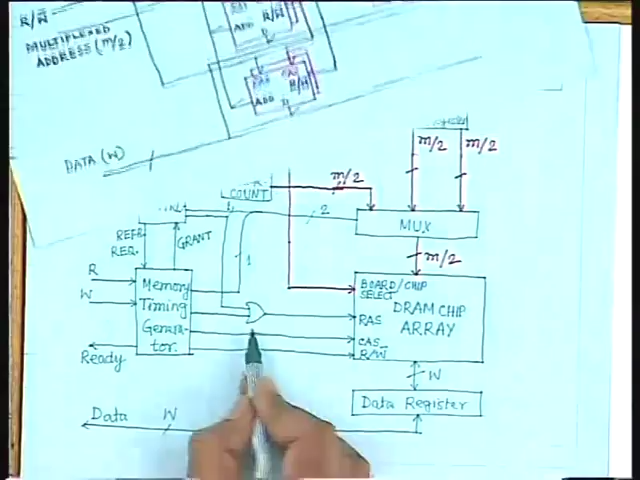 R/W
MULTIPLEXED
ADDRESS (m/2)
R/W
ADD
CAS
R/W
ADD
DATA (W)
m/2
m/2
COUNT
m/2
2
MUX
REFR
REQ.
GRANT
1
m/2
R
W
Memory
Timing
Genera-
tor.
Ready
BOARD/CHIP
SELECT
DRAM CHIP
ARRAY
RAS
CAS
R/W
W
Data Register
Data W